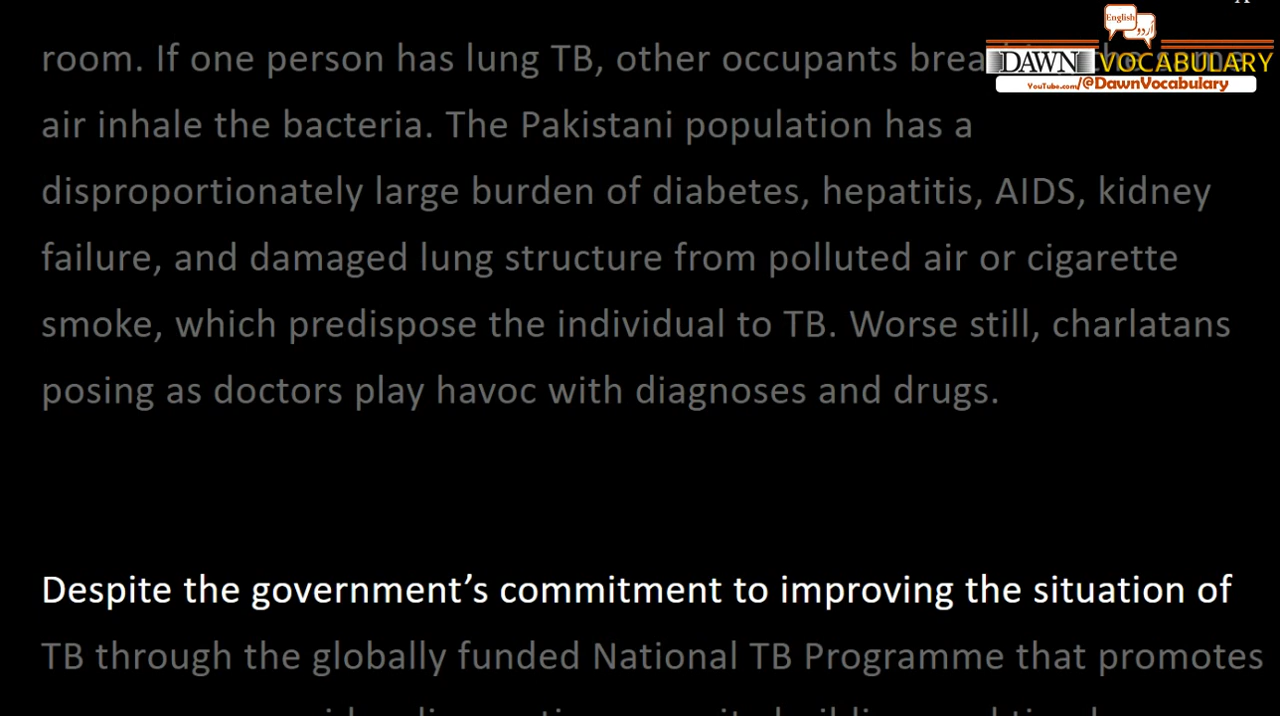 room. If one person has lung TB, other occupants
air inhale the bacteria. The Pakistani population has a
disproportionately large burden of diabetes, hepatitis, AIDS, kidney
failure, and damaged lung structure from polluted air or cigarette
smoke, which predispose the individual to TB. Worse still, charlatans
posing as doctors play havoc with diagnoses and drugs.
Despite the government’s commitment to improving the situation of
TB through the globally funded National TB Programme that promotes
English
اردو
DAWN VOCABULARY
YouTube.com/@DawnVocabulary